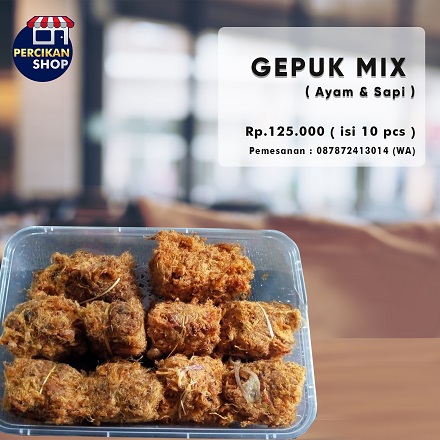 PERCIKAN
SHOP
GEPUK MIX
( Ayam & Sapi )
Rp.125.000 ( isi 10 pcs )
Pemesanan : 087872413014 (WA)